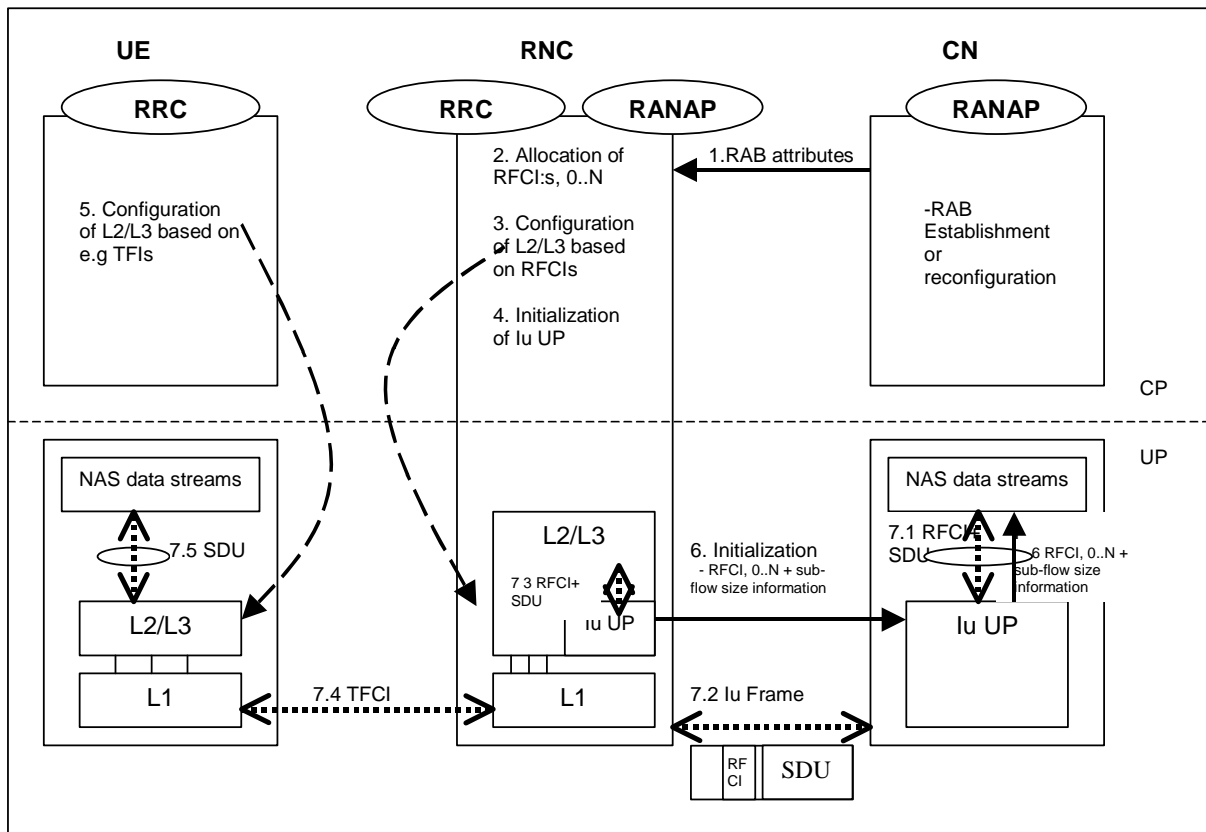 UE
RNC
CN
RRC
RRC
RANAP
RANAP
5. Configuration
of L2/L3 based on
e.g TFIs
2. Allocation of
RFCI:s, 0..N
3. Configuration
of L2/L3 based
on RFCIs
4. Initialization
of Iu UP
1.RAB attributes
-RAB
Establishment
or
reconfiguration
CP
UP
NAS data streams
7.5 SDU
L2/L3
L1
7.4 TFCI
L2/L3
7 3 RFCI+
SDU
Iu UP
L1
6. Initialization
- RFCI, 0..N + sub-
flow size information
7.2 Iu Frame
RF
CI
SDU
NAS data streams
7.1 RFCI+
SDU
6 RFCI, 0..N +
sub-flow size
information
Iu UP